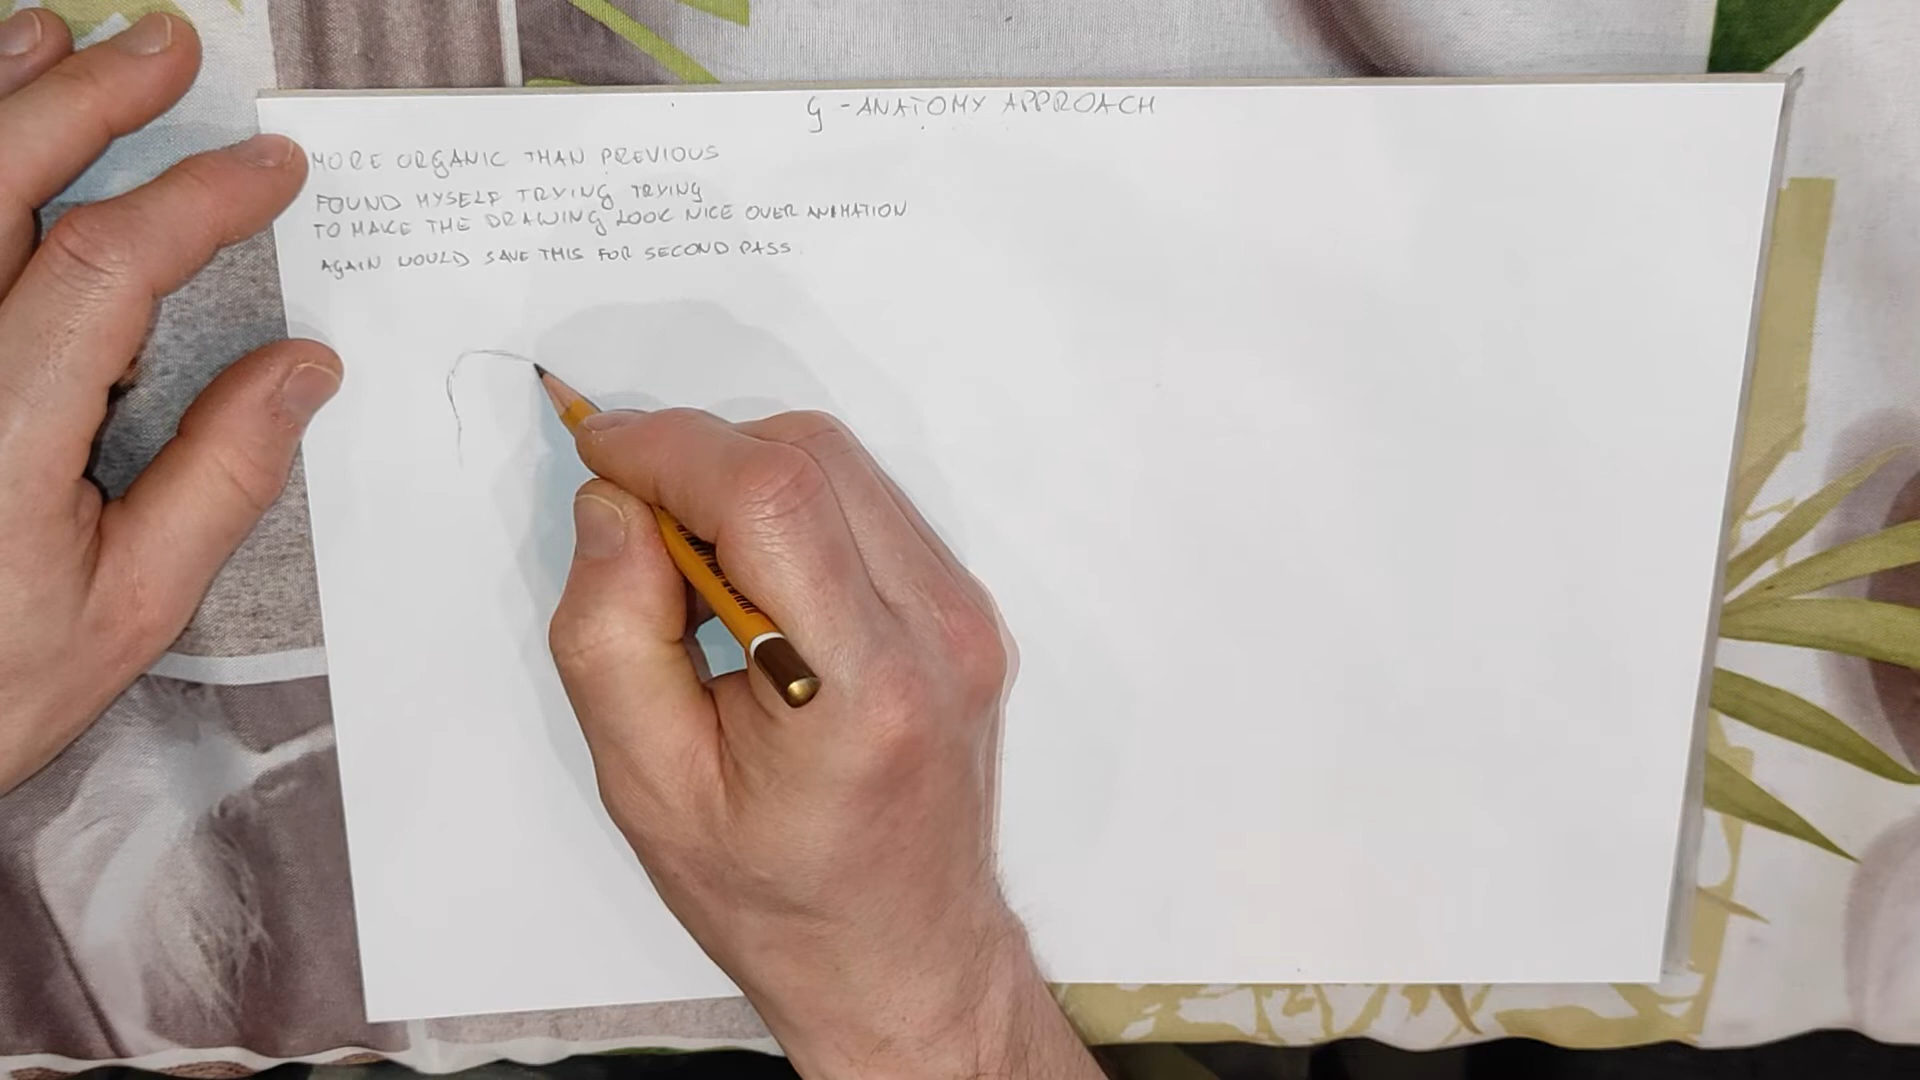 G - ANATOMY APPROACH
MORE ORGANIC THAN PREVIOUS
FOUND MYSELF TRYING TRYING
TO MAKE THE DRAWING LOOK NICE OVER ANIMATION
AGAIN WOULD SAVE THIS FOR SECOND PASS.